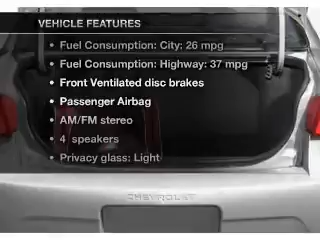 VEHICLE FEATURES
• Fuel Consumption: City: 26 mpg
• Fuel Consumption: Highway: 37 mpg
• Front Ventilated disc brakes
• Passenger Airbag
• AM/FM stereo
• 4 speakers
• Privacy glass: Light
CHEVROLET